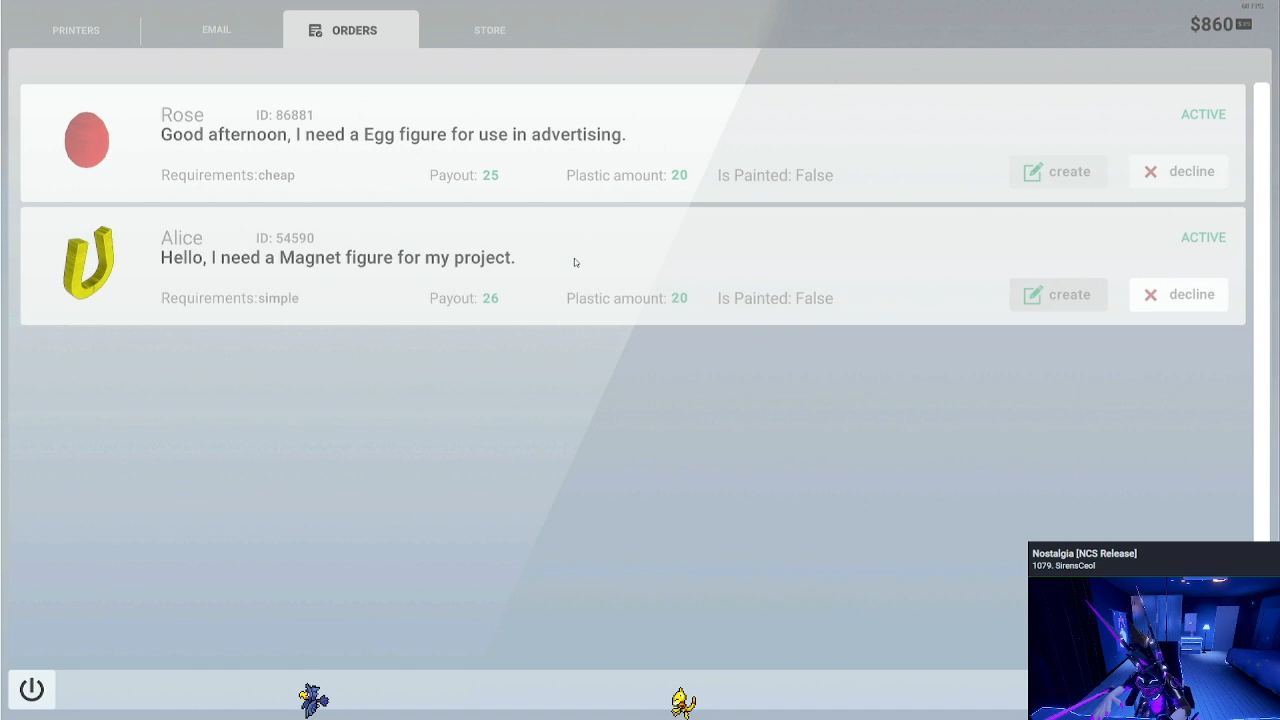 PRINTERS
EMAIL
ORDERS
STORE
68 FPS
$860
Rose ID: 86881
ACTIVE
Good afternoon, I need a Egg figure for use in advertising.
Requirements:cheap Payout: 25 Plastic amount: 20 Is Painted: False
create
decline
Alice ID: 54590
ACTIVE
Hello, I need a Magnet figure for my project.
Requirements:simple Payout: 26 Plastic amount: 20 Is Painted: False
create
decline
Nostalgia [NCS Release]
1079. SirensCeol